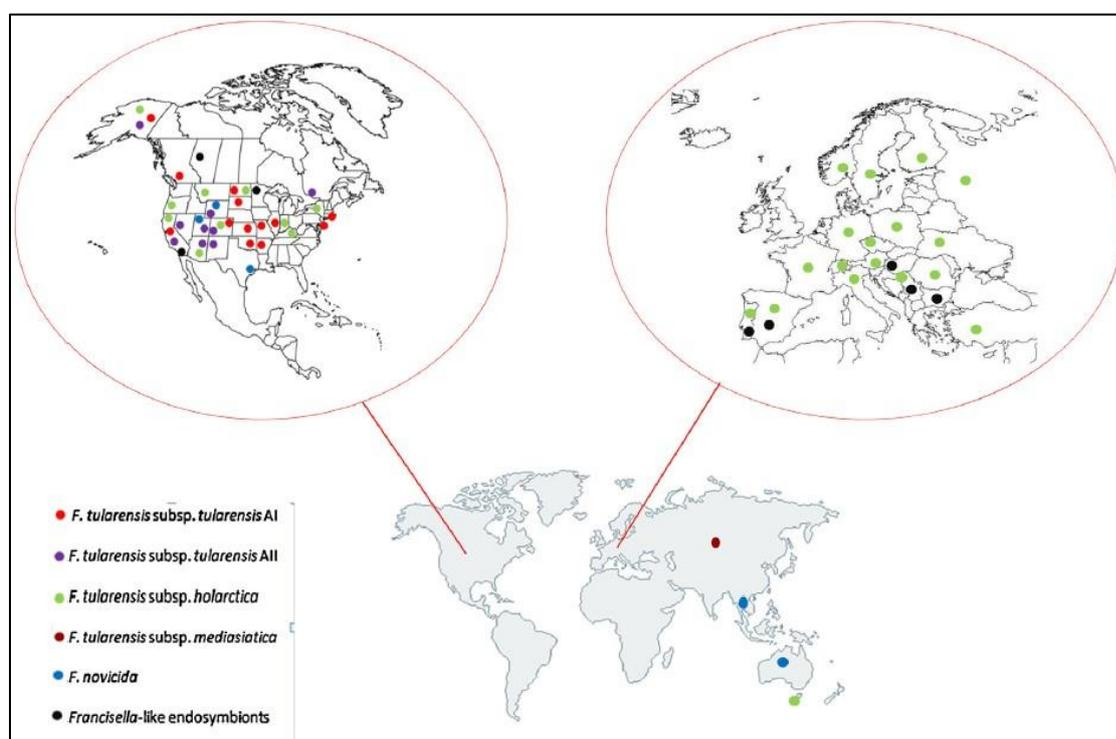 F. tularensis subsp. tularensis AI
F. tularensis subsp. tularensis AII
F. tularensis subsp. holarctica
F. tularensis subsp. mediasiatica
F. novicida
Francisella-like endosymbionts